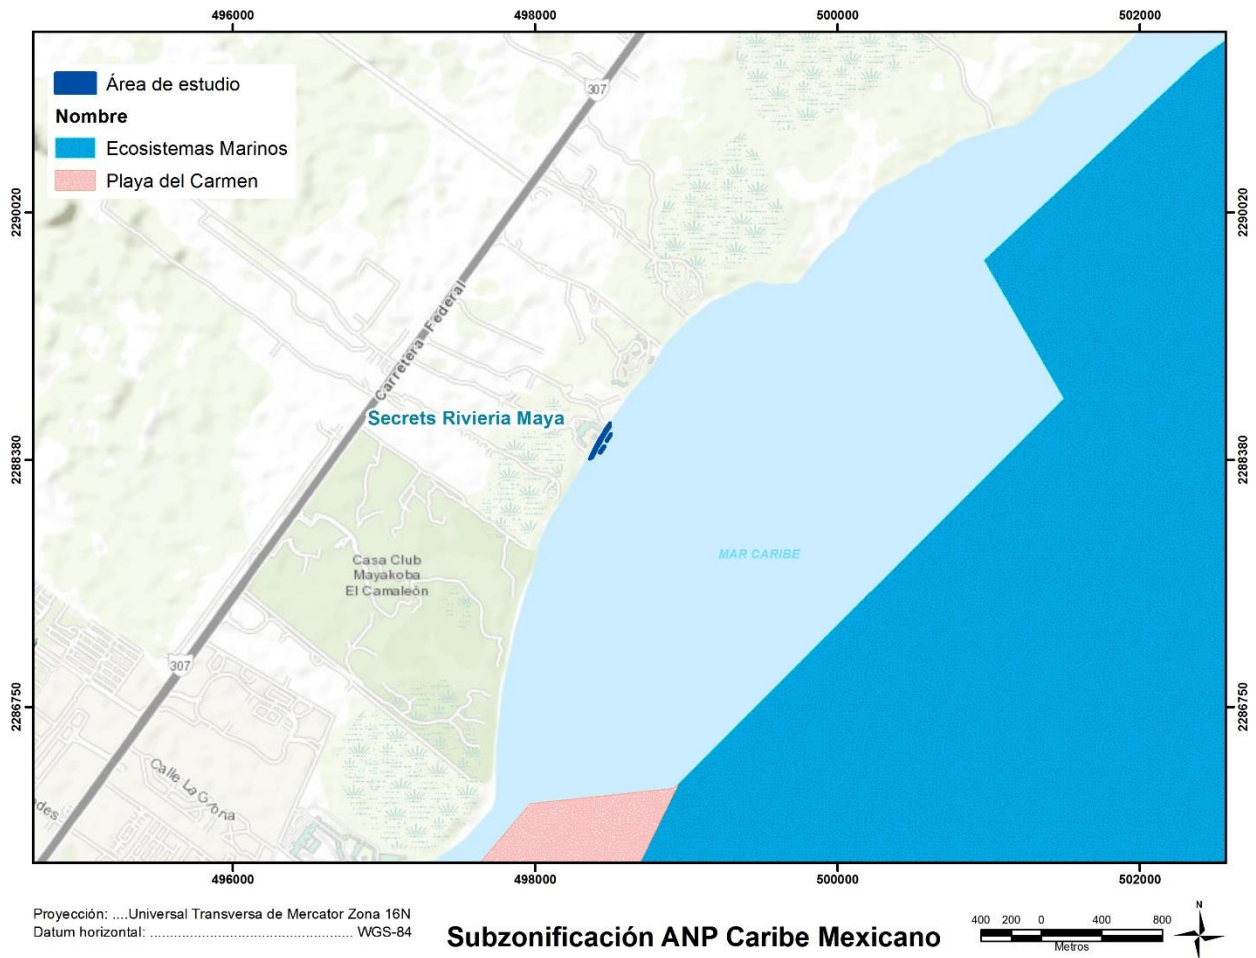 496000
498000
500000
502000
Área de estudio
Nombre
Ecosistemas Marinos
Playa del Carmen
307
2290020
2290020
Carretera Federal
Secrets Rivieria Maya
2288380
2288380
MAR CARIBE
Casa Club
Mayakoba
El Camaleón
307
2286750
2286750
Calle La Gloria
des
496000
498000
500000
502000
Proyección: ....Universal Transversa de Mercator Zona 16N
Datum horizontal: .................................................. WGS-84
Subzonificación ANP Caribe Mexicano
400 200 0 400 800
Metros
N